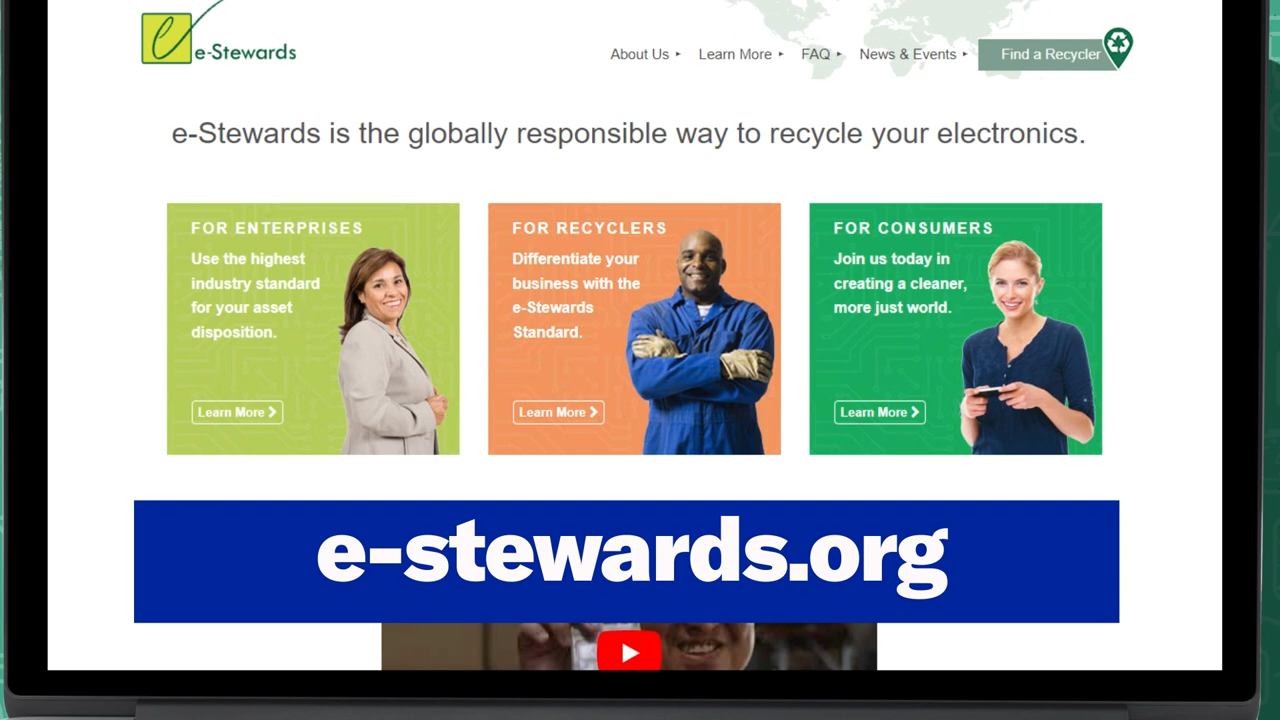 e-Stewards
About Us
Learn More
FAQ
News & Events
Find a Recycler
e-Stewards is the globally responsible way to recycle your electronics.
FOR ENTERPRISES
Use the highest
industry standard
for your asset
disposition.
Learn More
FOR RECYCLERS
Differentiate your
business with the
e-Stewards
Standard.
Learn More
FOR CONSUMERS
Join us today in
creating a cleaner,
more just world.
Learn More
e-stewards.org